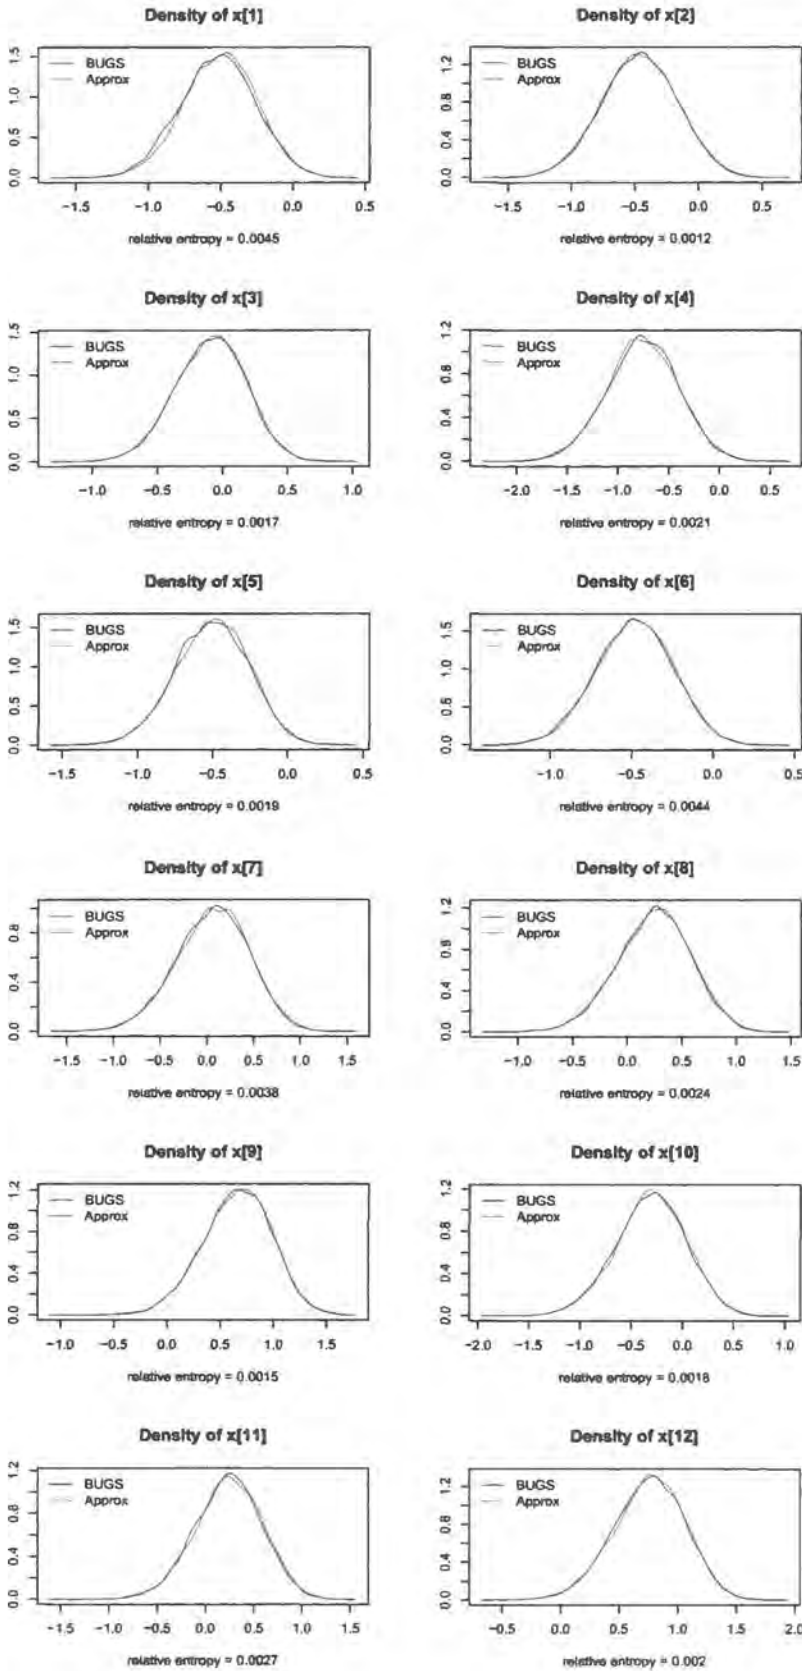 Density of x[1]
1.5
1.0
0.5
0.0
BUGS
Approx
−1.5 −1.0 −0.5 0.0 0.5
relative entropy = 0.0045
Density of x[2]
1.2
0.8
0.4
0.0
BUGS
Approx
−1.5 −1.0 −0.5 0.0 0.5
relative entropy = 0.0012
Density of x[3]
1.5
1.0
0.5
0.0
BUGS
Approx
−1.0 −0.5 0.0 0.5 1.0
relative entropy = 0.0017
Density of x[4]
1.2
0.8
0.4
0.0
BUGS
Approx
−2.0 −1.5 −1.0 −0.5 0.0 0.5
relative entropy = 0.0021
Density of x[5]
1.5
1.0
0.5
0.0
BUGS
Approx
−1.5 −1.0 −0.5 0.0 0.5
relative entropy = 0.0019
Density of x[6]
1.5
1.0
0.5
0.0
BUGS
Approx
−1.0 −0.5 0.0 0.5
relative entropy = 0.0044
Density of x[7]
0.8
0.4
0.0
BUGS
Approx
−1.5 −1.0 −0.5 0.0 0.5 1.0 1.5
relative entropy = 0.0038
Density of x[8]
1.2
0.8
0.4
0.0
BUGS
Approx
−1.0 −0.5 0.0 0.5 1.0 1.5
relative entropy = 0.0024
Density of x[9]
1.2
0.8
0.4
0.0
BUGS
Approx
−1.0 −0.5 0.0 0.5 1.0 1.5
relative entropy = 0.0015
Density of x[10]
1.2
0.8
0.4
0.0
BUGS
Approx
−2.0 −1.5 −1.0 −0.5 0.0 0.5 1.0
relative entropy = 0.0018
Density of x[11]
1.2
0.8
0.4
0.0
BUGS
Approx
−1.5 −1.0 −0.5 0.0 0.5 1.0 1.5
relative entropy = 0.0027
Density of x[12]
1.2
0.8
0.4
0.0
BUGS
Approx
−0.5 0.0 0.5 1.0 1.5 2.0
relative entropy = 0.002